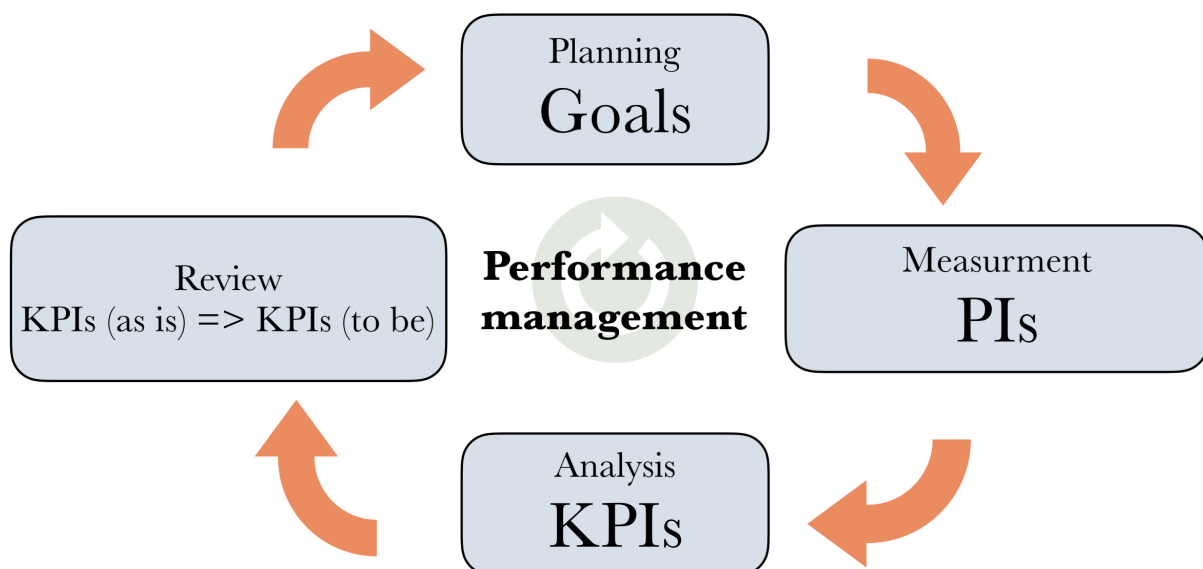 Planning
Goals
Measurment
PIs
Analysis
KPIs
Review
KPIs (as is) => KPIs (to be)
Performance
management